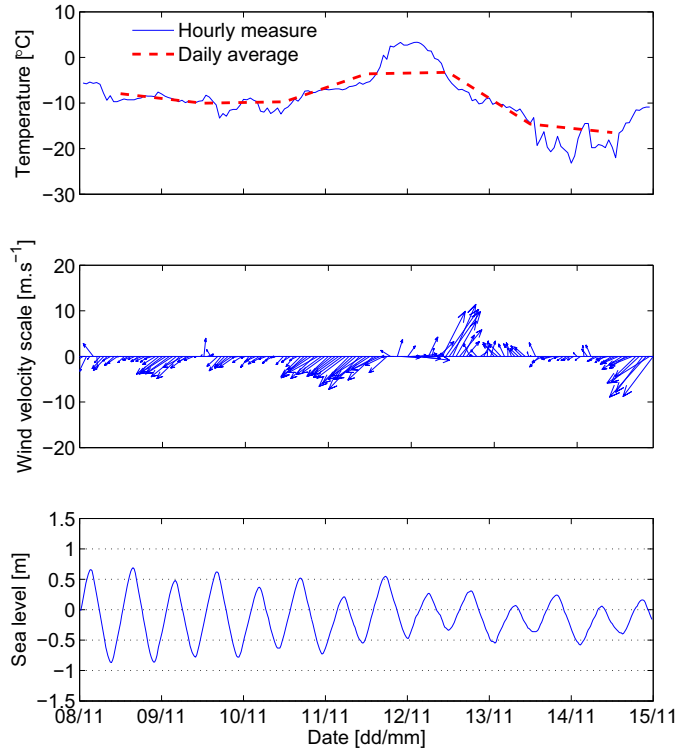 10
0
−10
−20
−30
Temperature [°C]
Hourly measure
Daily average
20
10
0
−10
−20
Wind velocity scale [m.s⁻¹]
1.5
1
0.5
0
−0.5
−1
−1.5
Sea level [m]
08/11 09/11 10/11 11/11 12/11 13/11 14/11 15/11
Date [dd/mm]